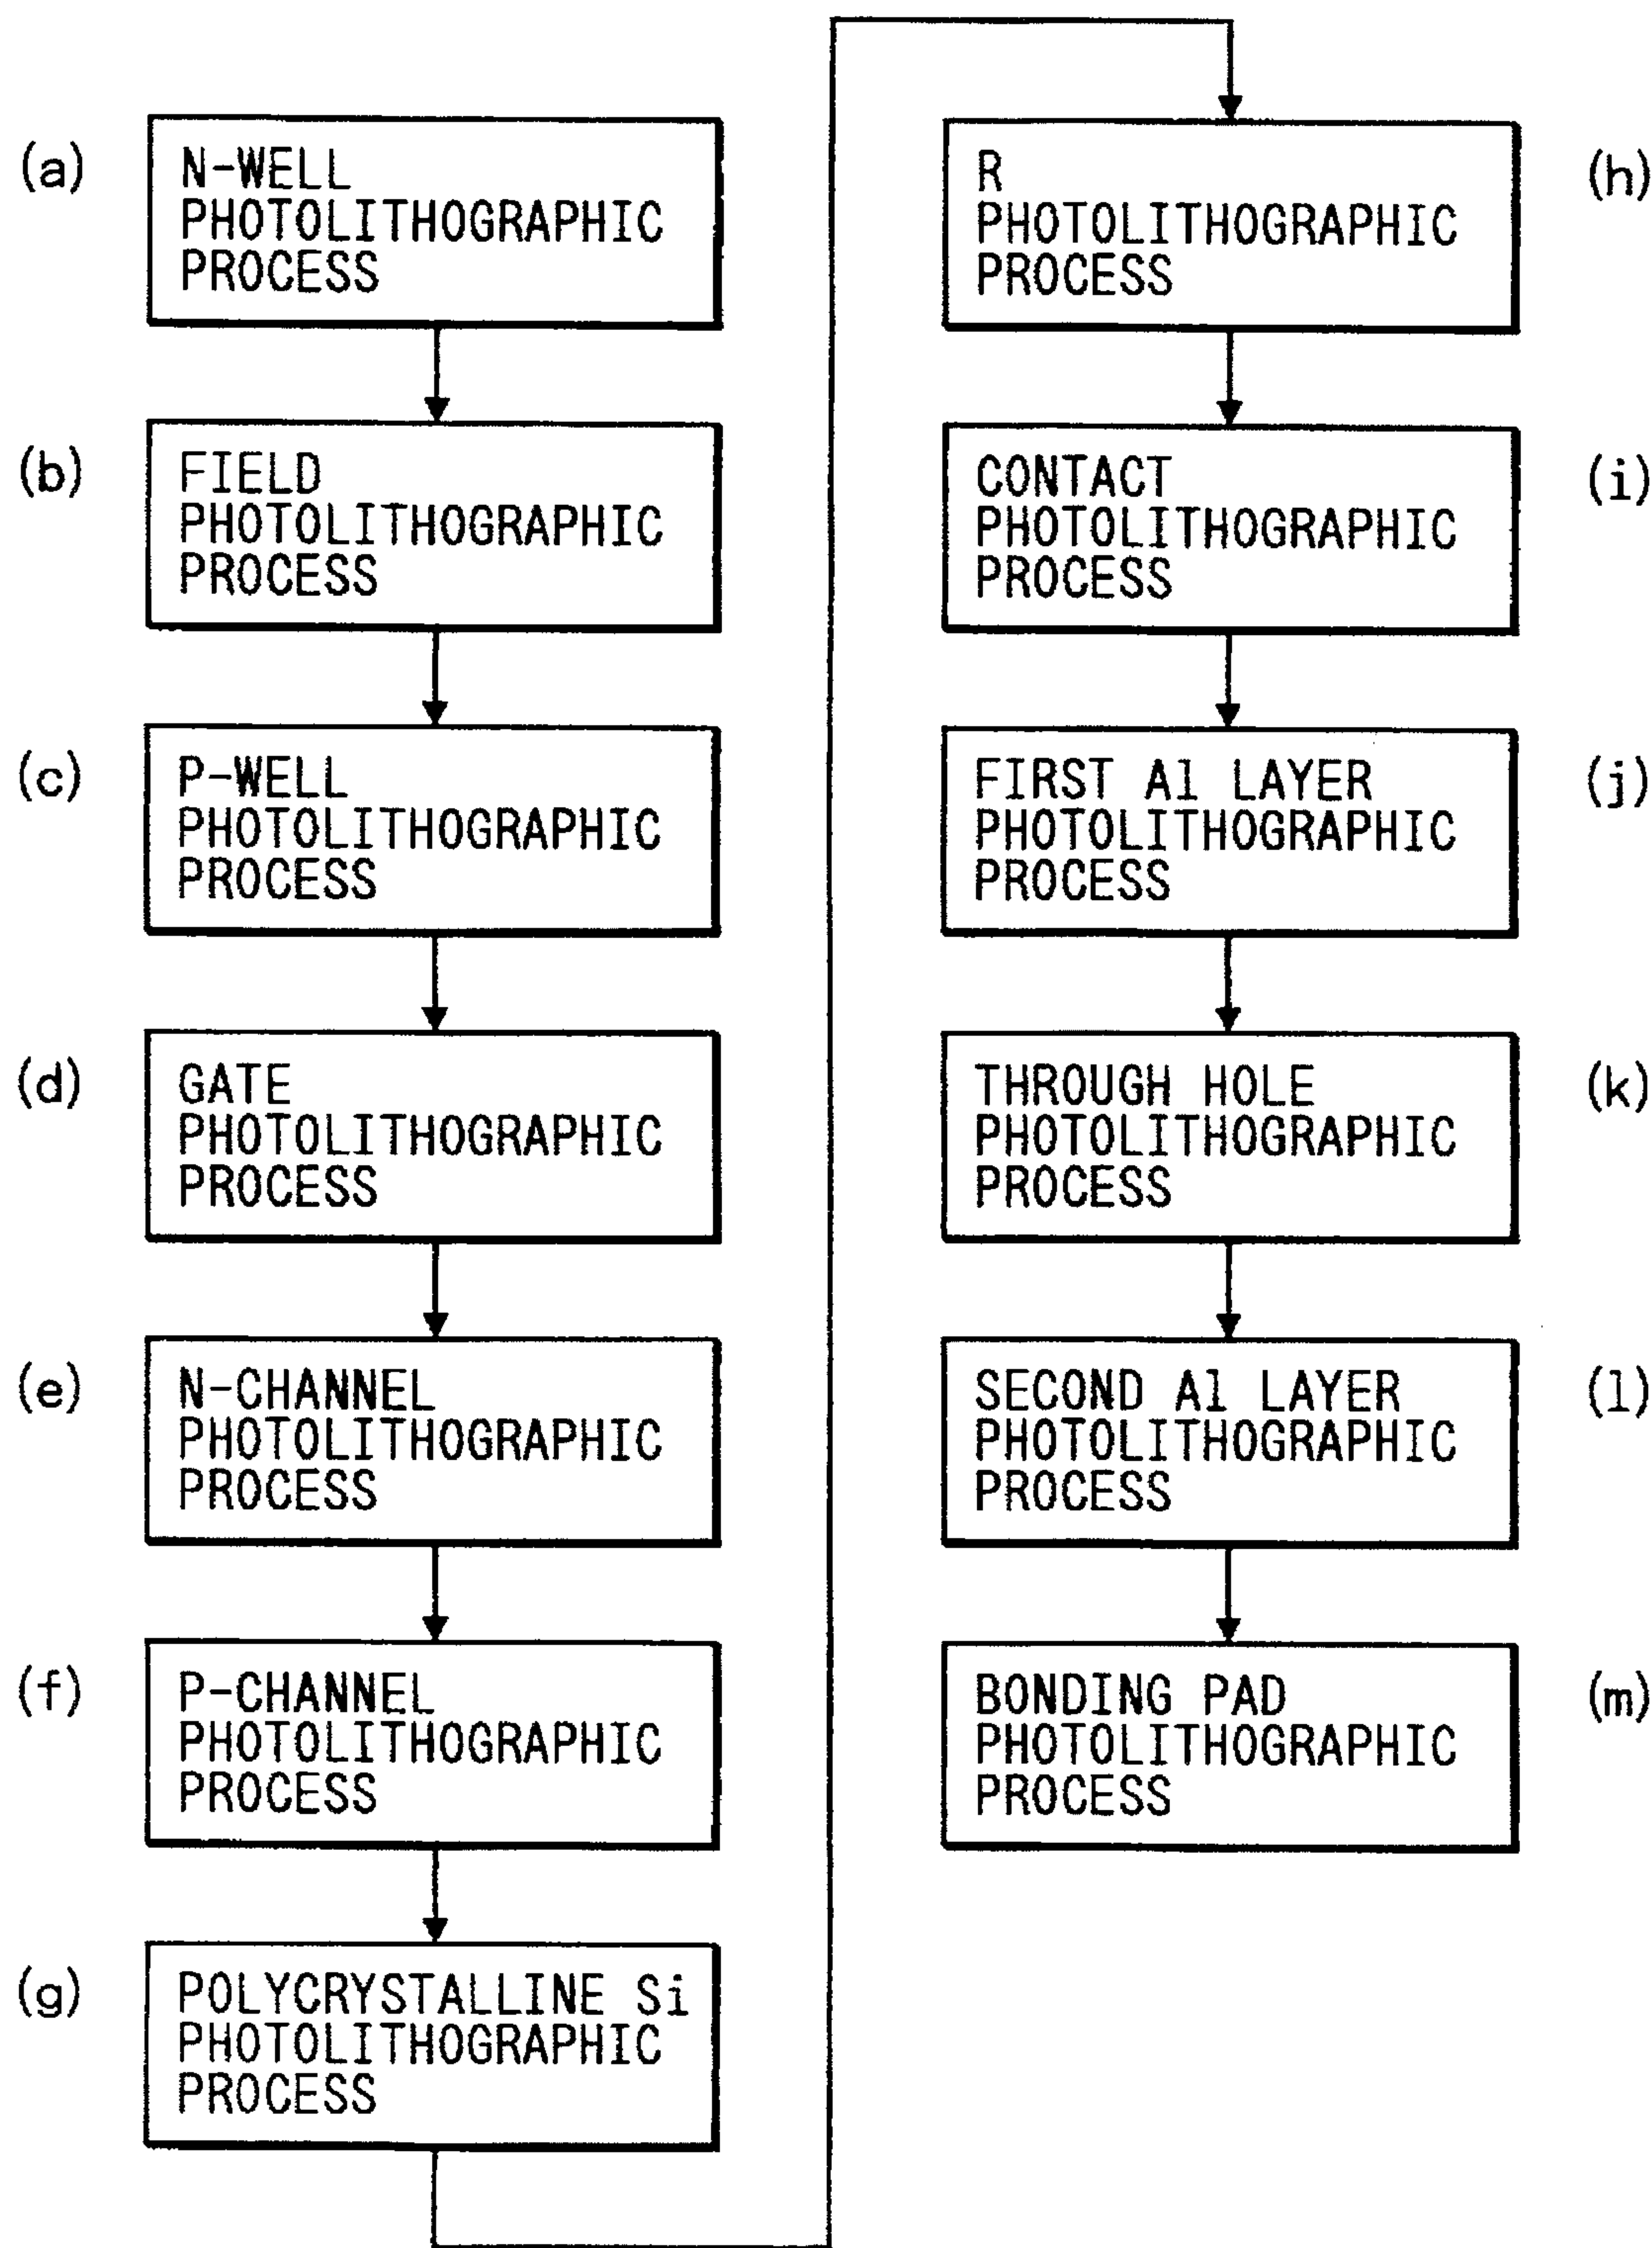 (a)
N-WELL
PHOTOLITHOGRAPHIC
PROCESS
(b)
FIELD
PHOTOLITHOGRAPHIC
PROCESS
(c)
P-WELL
PHOTOLITHOGRAPHIC
PROCESS
(d)
GATE
PHOTOLITHOGRAPHIC
PROCESS
(e)
N-CHANNEL
PHOTOLITHOGRAPHIC
PROCESS
(f)
P-CHANNEL
PHOTOLITHOGRAPHIC
PROCESS
(g)
POLYCRYSTALLINE Si
PHOTOLITHOGRAPHIC
PROCESS
(h)
R
PHOTOLITHOGRAPHIC
PROCESS
(i)
CONTACT
PHOTOLITHOGRAPHIC
PROCESS
(j)
FIRST Al LAYER
PHOTOLITHOGRAPHIC
PROCESS
(k)
THROUGH HOLE
PHOTOLITHOGRAPHIC
PROCESS
(l)
SECOND Al LAYER
PHOTOLITHOGRAPHIC
PROCESS
(m)
BONDING PAD
PHOTOLITHOGRAPHIC
PROCESS